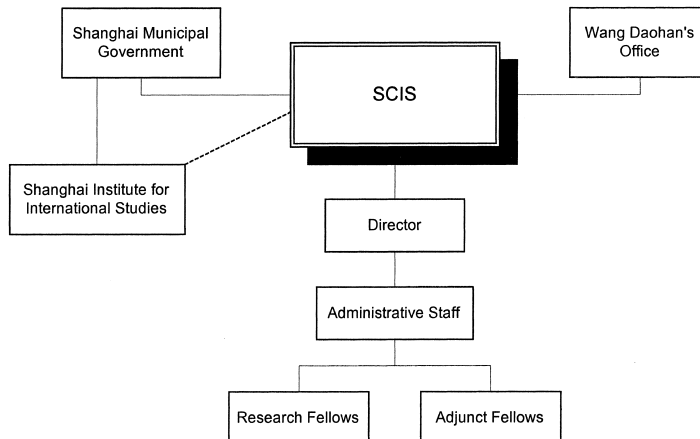 Shanghai Municipal
Government
Wang Daohan's
Office
SCIS
Shanghai Institute for
International Studies
Director
Administrative Staff
Research Fellows
Adjunct Fellows